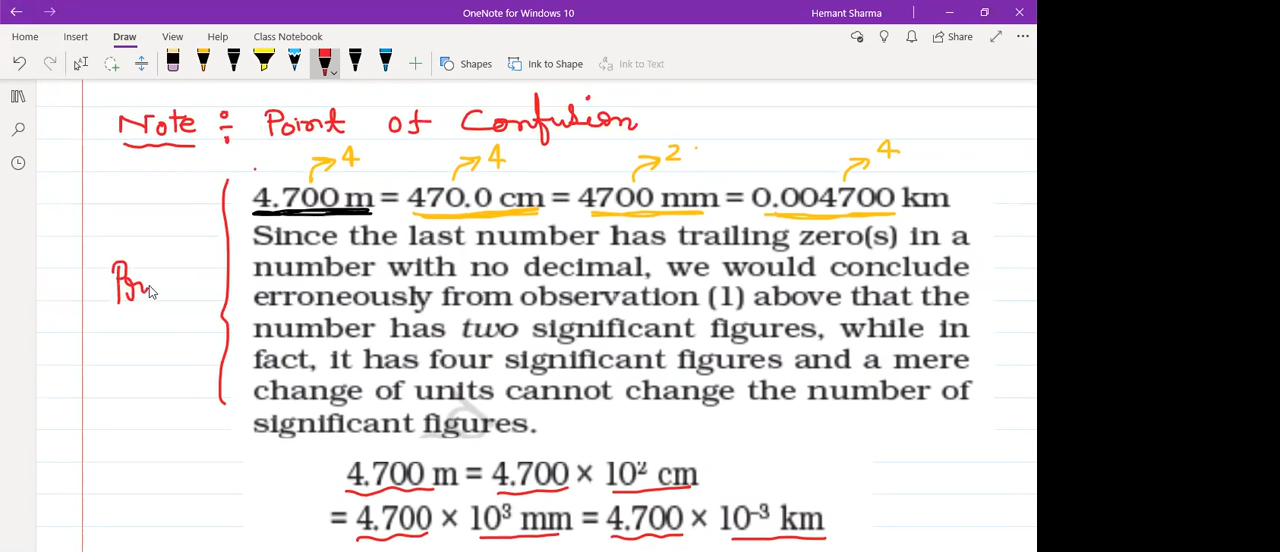 OneNote for Windows 10
Hemant Sharma
Home Insert Draw View Help Class Notebook
Share
Shapes Ink to Shape Ink to Text
Note : Point of Confusion
4 4 2 4
4.700 m = 470.0 cm = 4700 mm = 0.004700 km
Since the last number has trailing zero(s) in a
number with no decimal, we would conclude
erroneously from observation (1) above that the
number has two significant figures, while in
fact, it has four significant figures and a mere
change of units cannot change the number of
significant figures.
4.700 m = 4.700 × 10² cm
= 4.700 × 10³ mm = 4.700 × 10⁻³ km